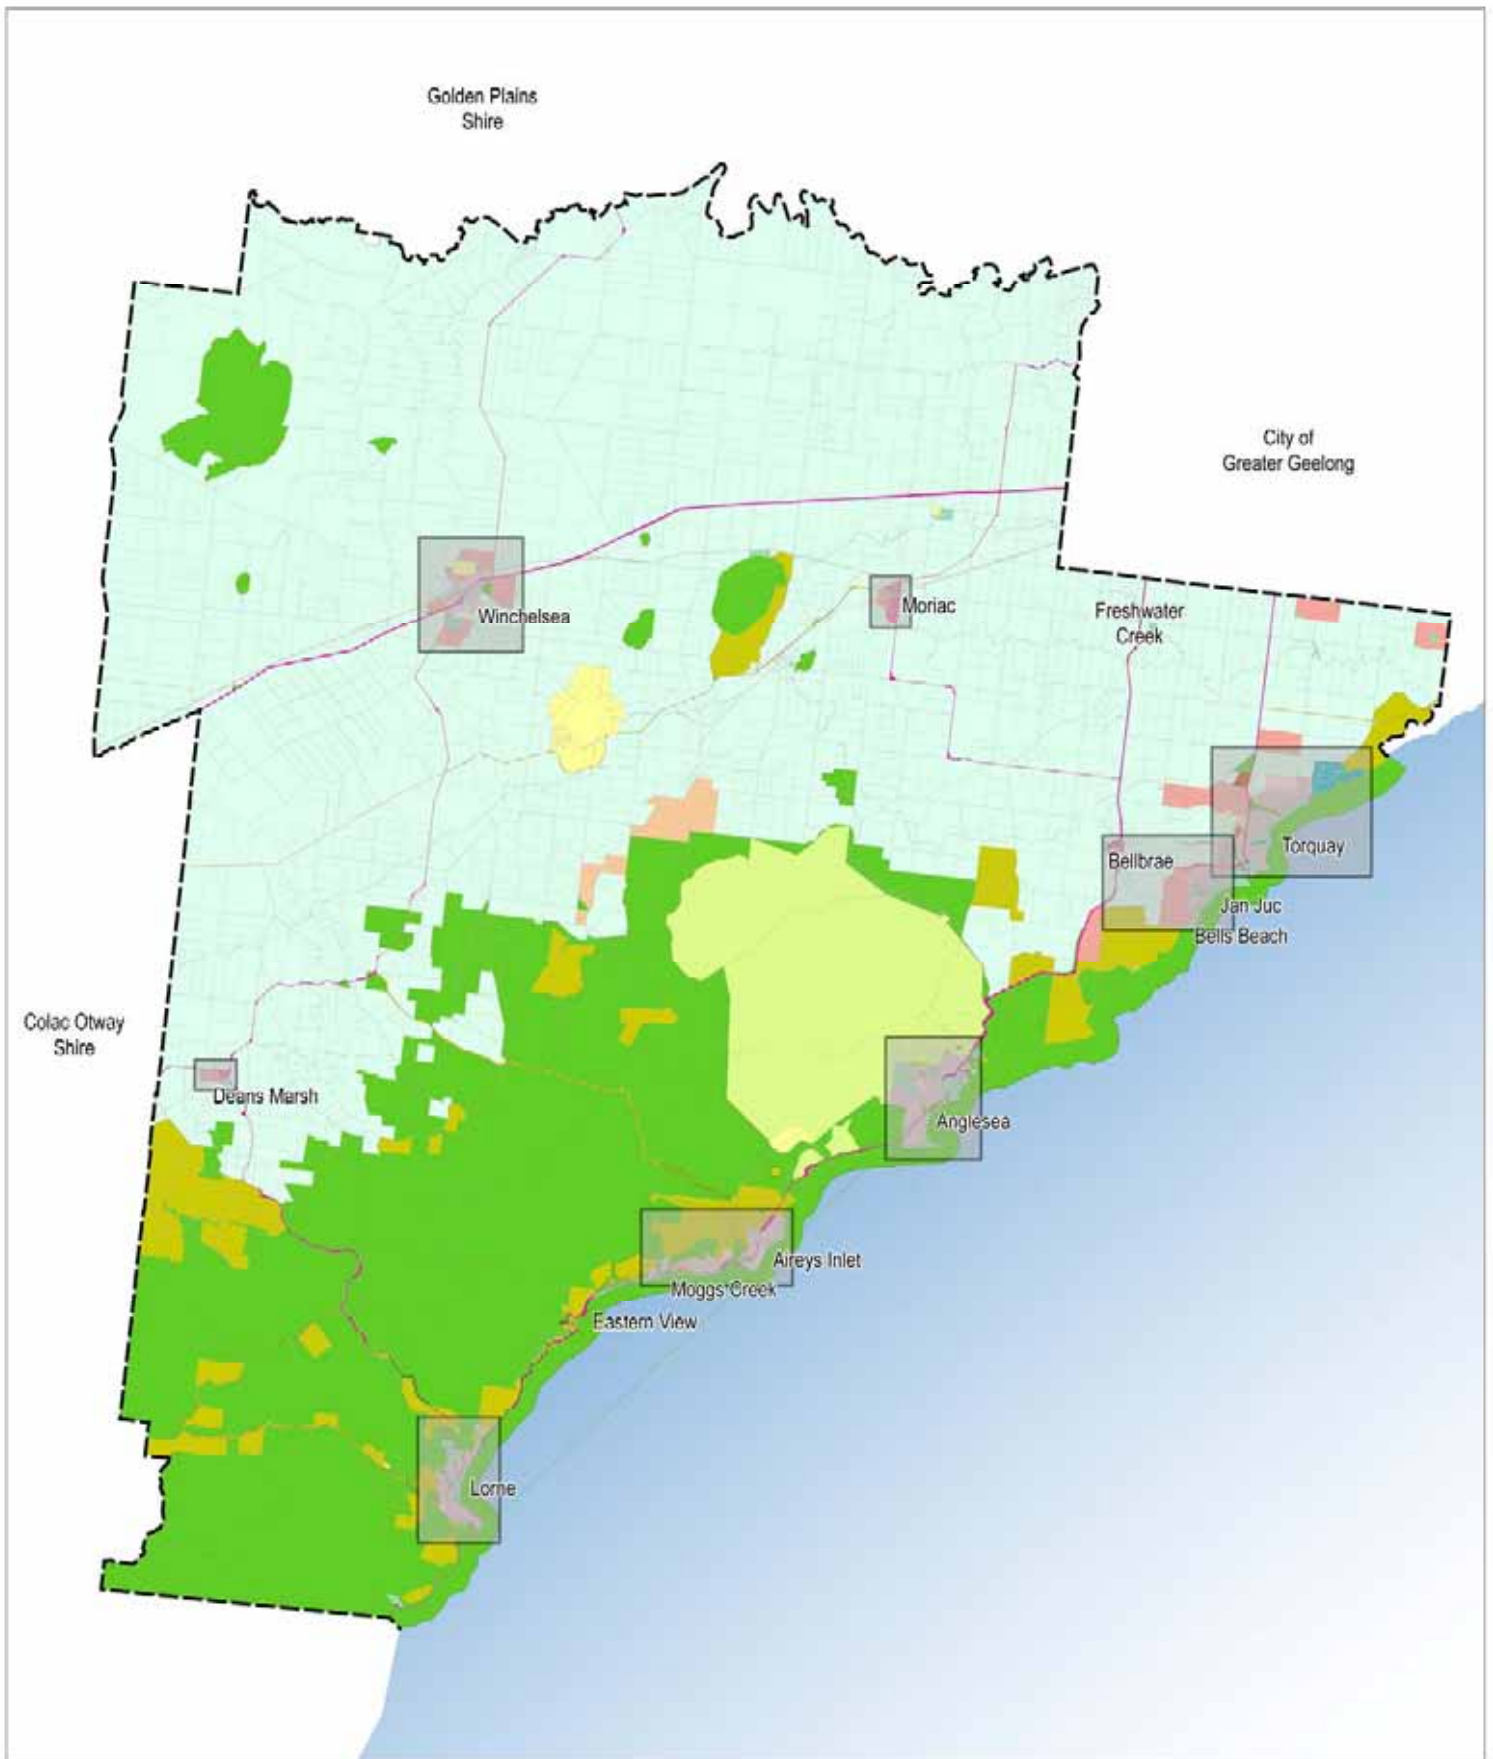 Golden Plains
Shire
City of
Greater Geelong
Winchelsea
Moriac
Freshwater
Creek
Torquay
Bellbrae
Jan Juc
Bells Beach
Colac Otway
Shire
Deans Marsh
Anglesea
Aireys Inlet
Moggs Creek
Eastern View
Lorne